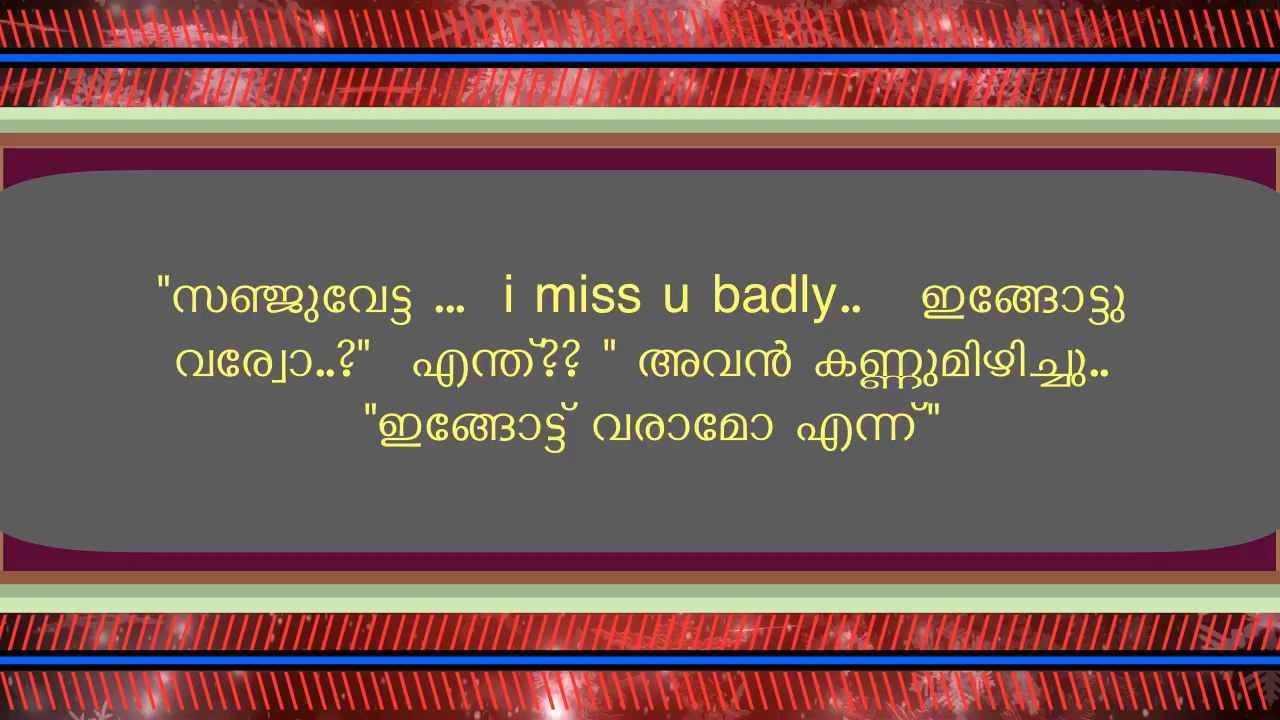 "സഞ്ജുവേട്ട ... i miss u badly.. ഇങ്ങോട്ടു
വര്വോ..?" എന്ത്?? " അവൻ കണ്ണുമിഴിച്ചു..
"ഇങ്ങോട്ട് വരാമോ എന്ന്"